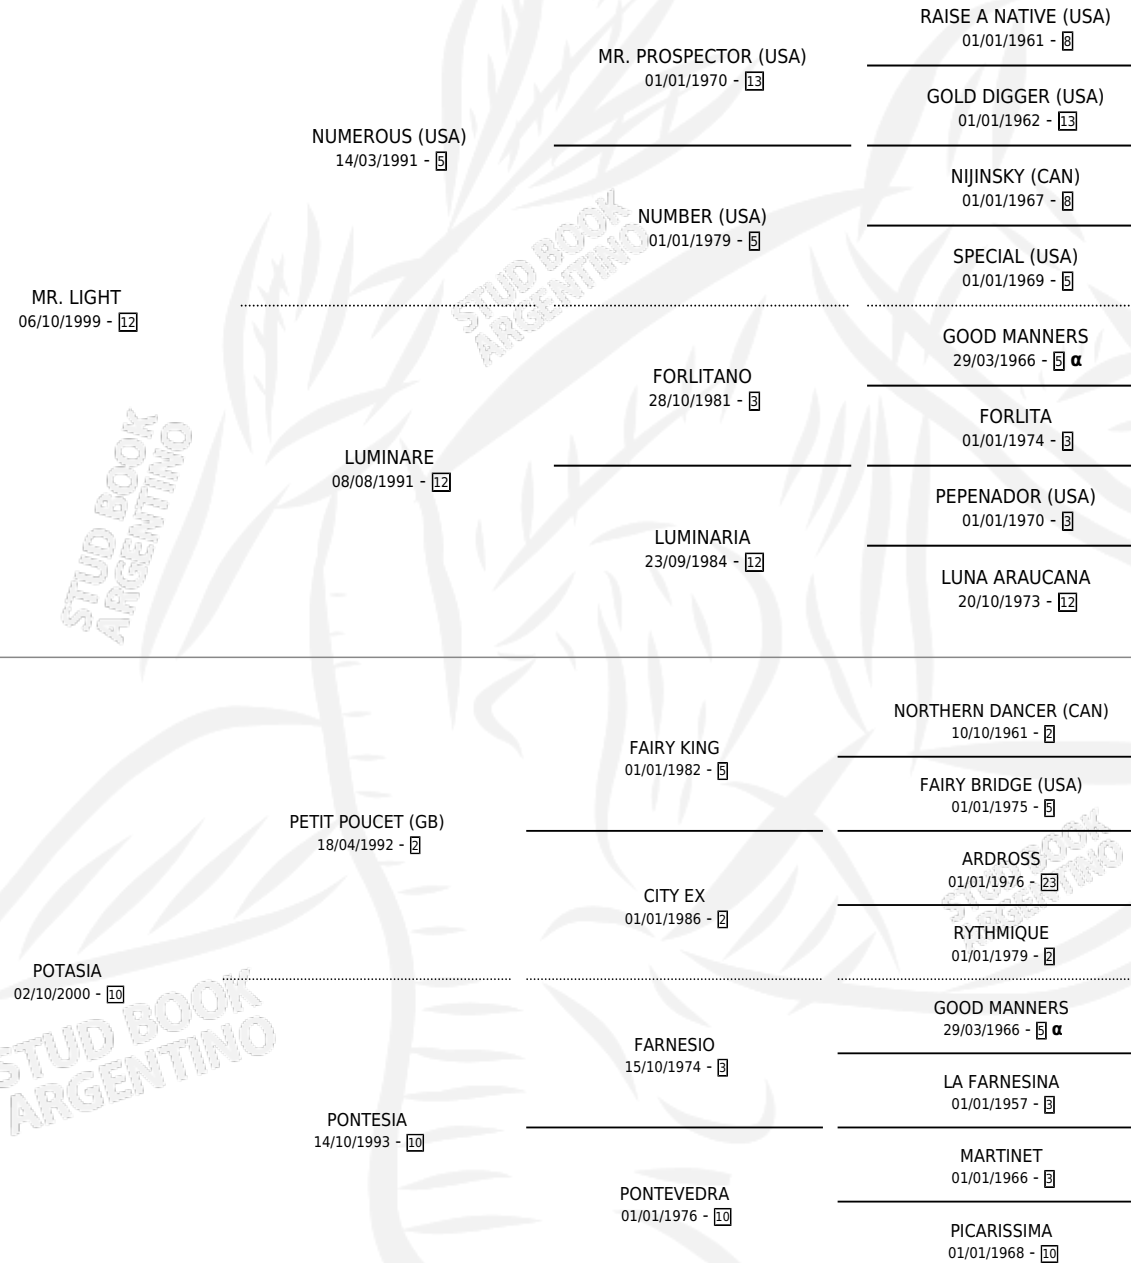 RAISE A NATIVE (USA)
01/01/1961 - 8
MR. PROSPECTOR (USA)
01/01/1970 - 13
GOLD DIGGER (USA)
01/01/1962 - 13
NUMEROUS (USA)
14/03/1991 - 5
NIJINSKY (CAN)
01/01/1967 - 8
NUMBER (USA)
01/01/1979 - 5
SPECIAL (USA)
01/01/1969 - 5
STUD BOOK
ARGENTINO
MR. LIGHT
06/10/1999 - 12
GOOD MANNERS
29/03/1966 - 5 α
FORLITANO
28/10/1981 - 3
FORLITA
01/01/1974 - 3
LUMINARE
08/08/1991 - 12
PEPENADOR (USA)
01/01/1970 - 3
LUMINARIA
23/09/1984 - 12
LUNA ARAUCANA
20/10/1973 - 12
STUD BOOK
ARGENTINO
NORTHERN DANCER (CAN)
10/10/1961 - 2
FAIRY KING
01/01/1982 - 5
FAIRY BRIDGE (USA)
01/01/1975 - 5
PETIT POUCET (GB)
18/04/1992 - 2
ARDROSS
01/01/1976 - 23
CITY EX
01/01/1986 - 2
RYTHMIQUE
01/01/1979 - 2
STUD BOOK
ARGENTINO
POTASIA
02/10/2000 - 10
GOOD MANNERS
29/03/1966 - 5 α
FARNESIO
15/10/1974 - 3
LA FARNESINA
01/01/1957 - 3
PONTESIA
14/10/1993 - 10
MARTINET
01/01/1966 - 3
PONTEVEDRA
01/01/1976 - 10
PICARISSIMA
01/01/1968 - 10
STUD BOOK
ARGENTINO